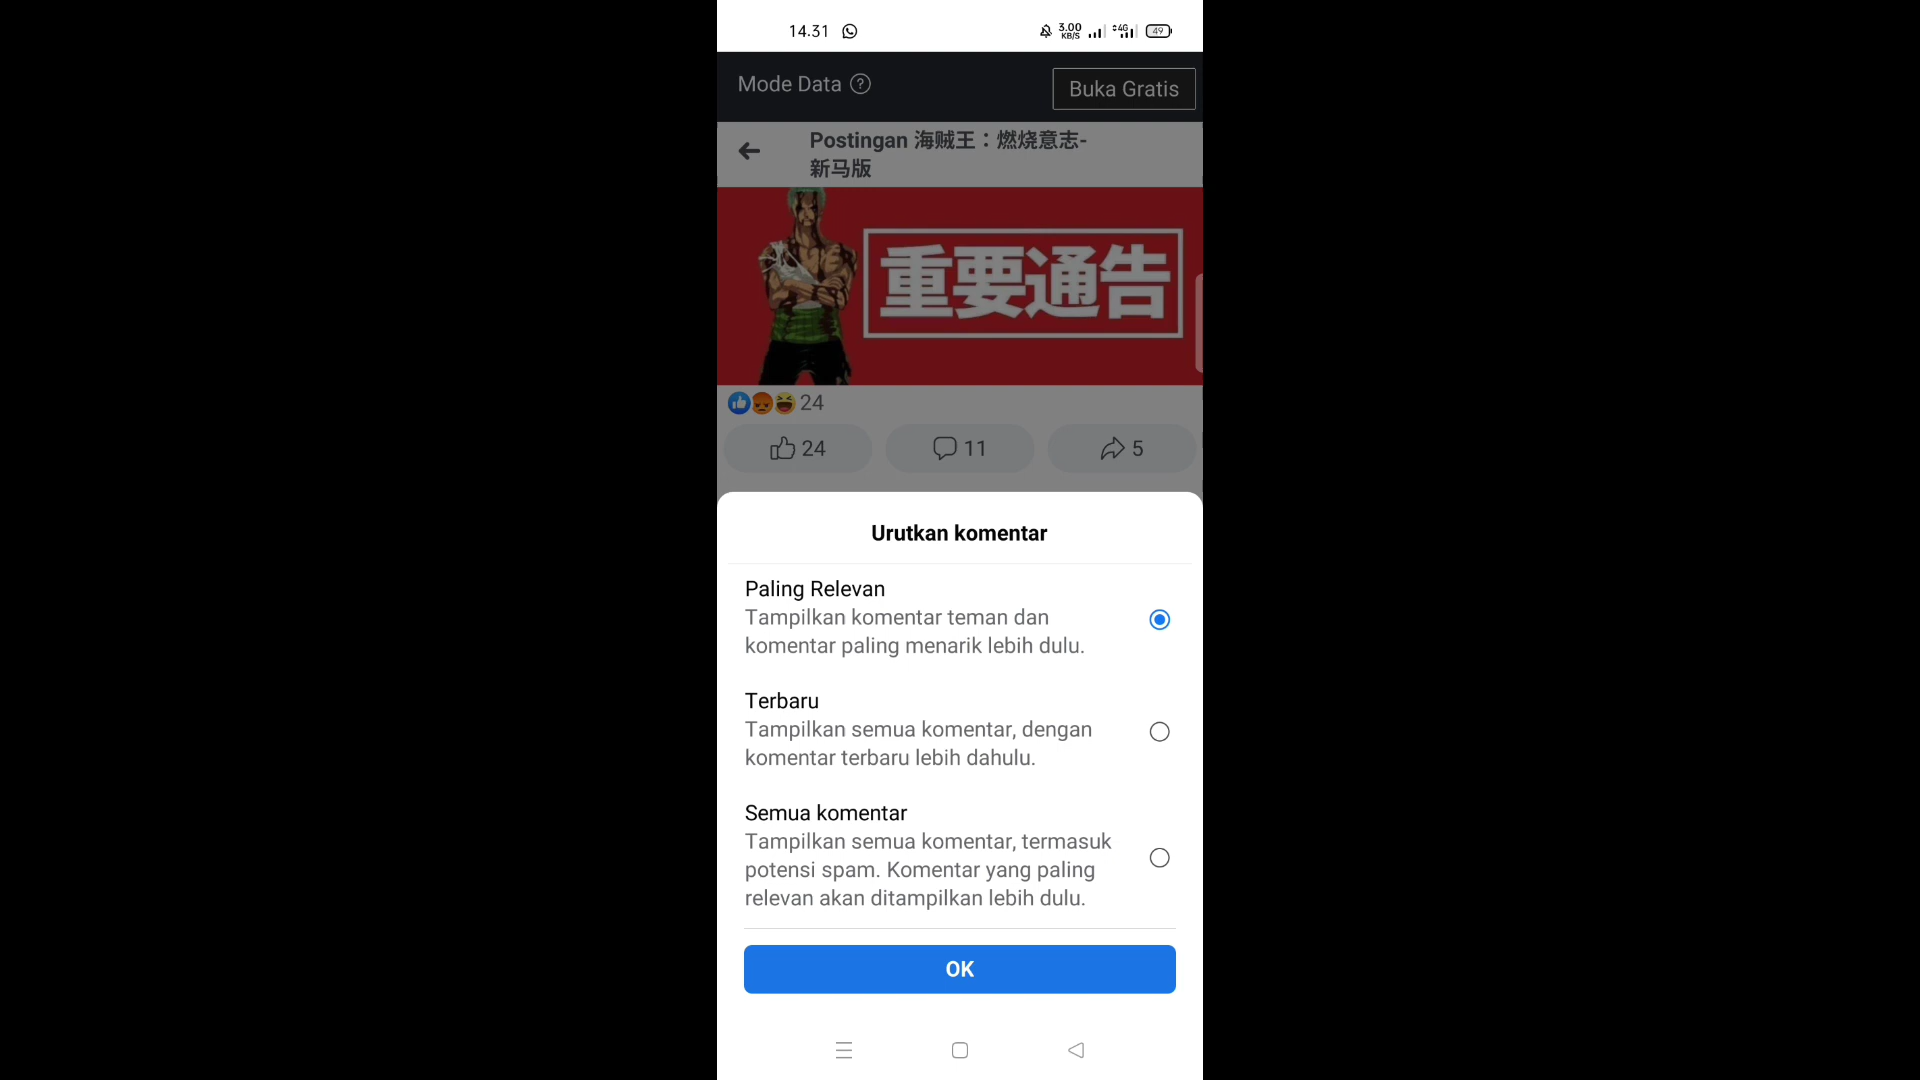 14.31
3.00
KB/S
4G
49
Mode Data ?
Buka Gratis
Postingan 海贼王：燃烧意志-
新马版
重要通告
24
24
11
5
Urutkan komentar
Paling Relevan
Tampilkan komentar teman dan
komentar paling menarik lebih dulu.
Terbaru
Tampilkan semua komentar, dengan
komentar terbaru lebih dahulu.
Semua komentar
Tampilkan semua komentar, termasuk
potensi spam. Komentar yang paling
relevan akan ditampilkan lebih dulu.
OK